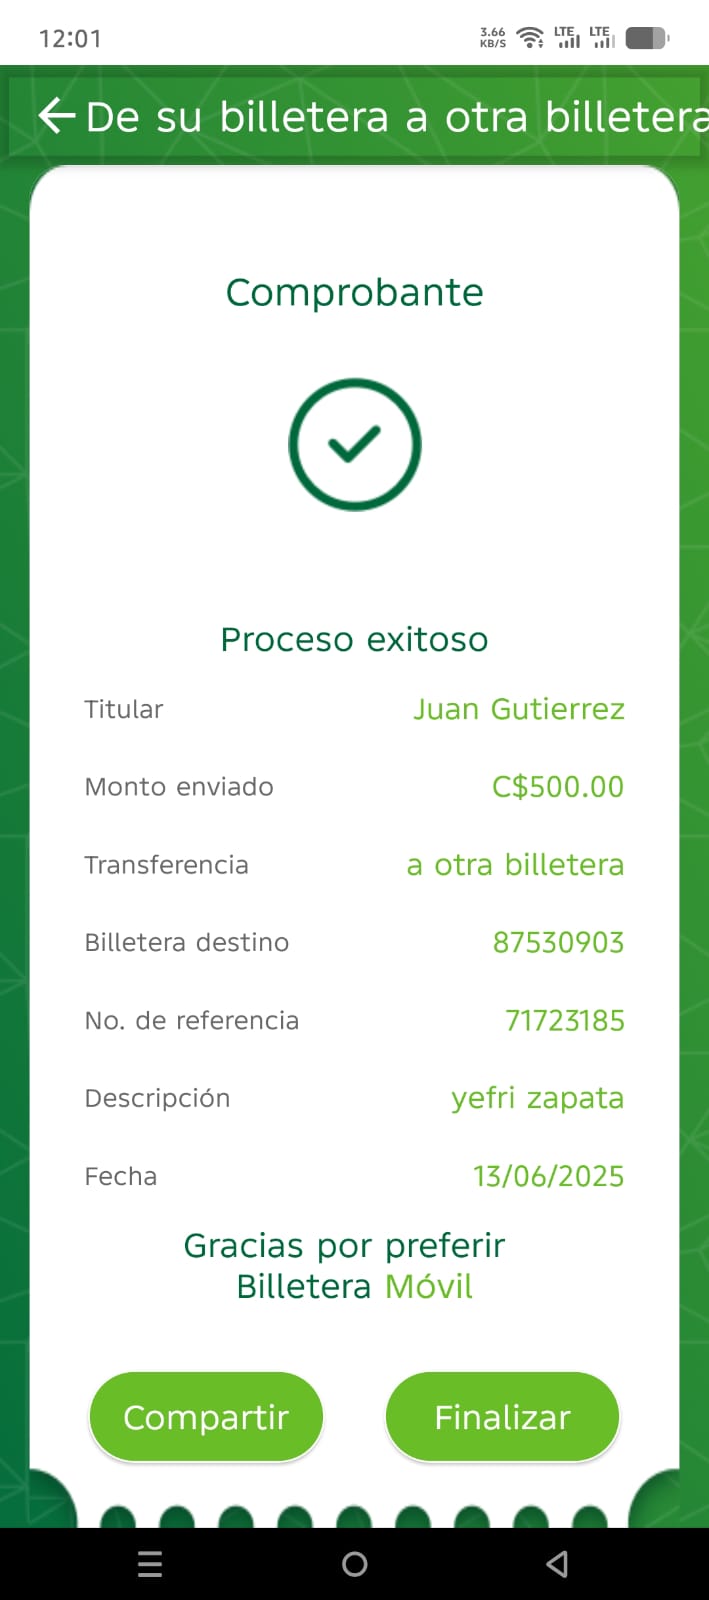 12:01
3.66
KB/S
LTE LTE
De su billetera a otra billetera
Comprobante
Proceso exitoso
Titular Juan Gutierrez
Monto enviado C$500.00
Transferencia a otra billetera
Billetera destino 87530903
No. de referencia 71723185
Descripción yefri zapata
Fecha 13/06/2025
Gracias por preferir
Billetera Móvil
Compartir Finalizar